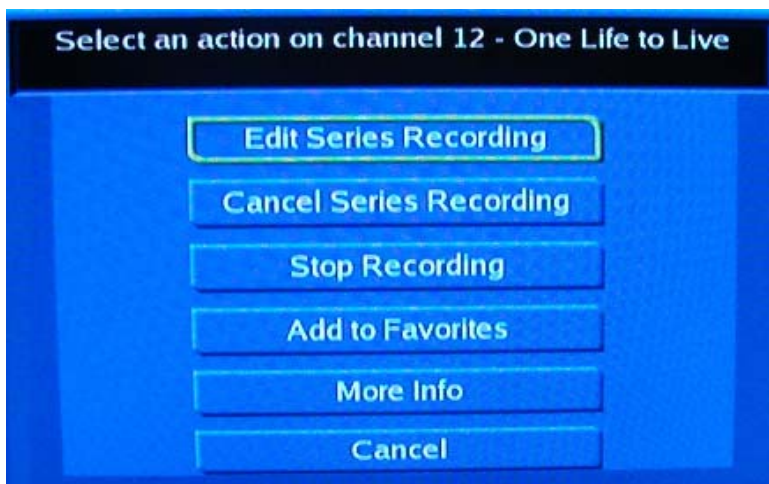 Select an action on channel 12 - One Life to Live
Edit Series Recording
Cancel Series Recording
Stop Recording
Add to Favorites
More Info
Cancel